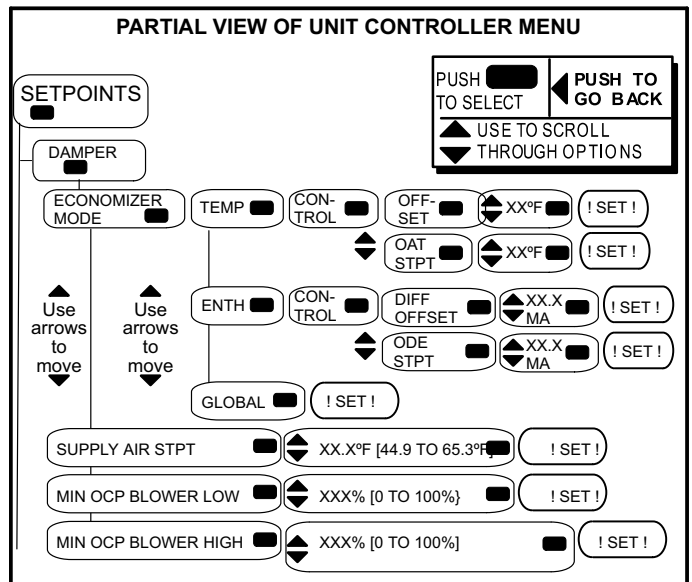 PARTIAL VIEW OF UNIT CONTROLLER MENU
PUSH TO SELECT
PUSH TO GO BACK
USE TO SCROLL
THROUGH OPTIONS
SETPOINTS
DAMPER
ECONOMIZER MODE
TEMP
CON-
TROL
OFF-
SET
XXºF
! SET !
OAT
STPT
XXºF
! SET !
Use
arrows
to
move
Use
arrows
to
move
ENTH
CON-
TROL
DIFF
OFFSET
XX.X
MA
! SET !
ODE
STPT
XX.X
MA
! SET !
GLOBAL
! SET !
SUPPLY AIR STPT
XX.XºF [44.9 TO 65.3ºF]
! SET !
MIN OCP BLOWER LOW
XXX% [0 TO 100%}
! SET !
MIN OCP BLOWER HIGH
XXX% [0 TO 100%]
! SET !